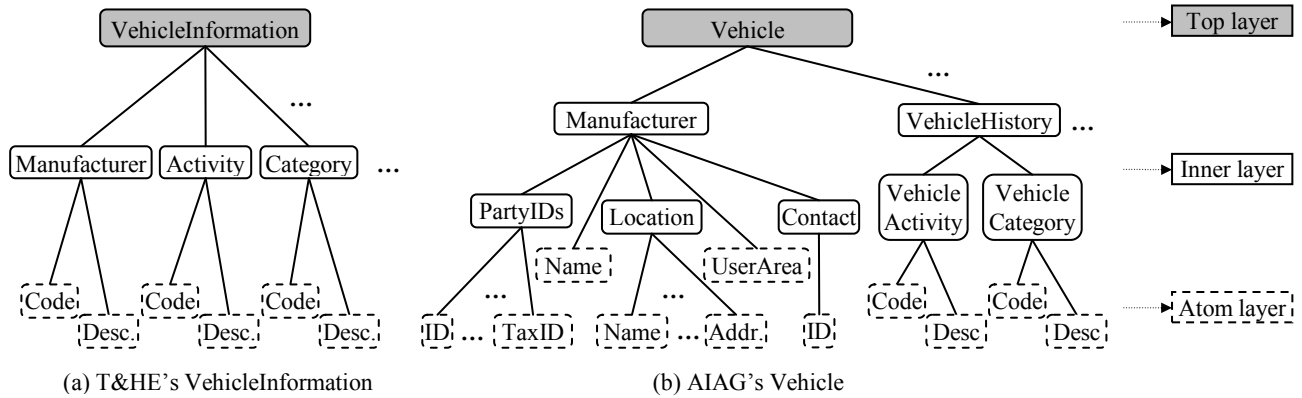 VehicleInformation
Vehicle
Top layer
...
...
Manufacturer
VehicleHistory
...
Manufacturer
Activity
Category
...
Inner layer
PartyIDs
Location
Contact
Vehicle
Activity
Vehicle
Category
Name
UserArea
Code
Code
Code
...
...
Code
Code
Atom layer
Desc.
Desc.
Desc.
ID
...
TaxID
Name
...
Addr.
ID
Desc
Desc
(a) T&HE's VehicleInformation
(b) AIAG's Vehicle